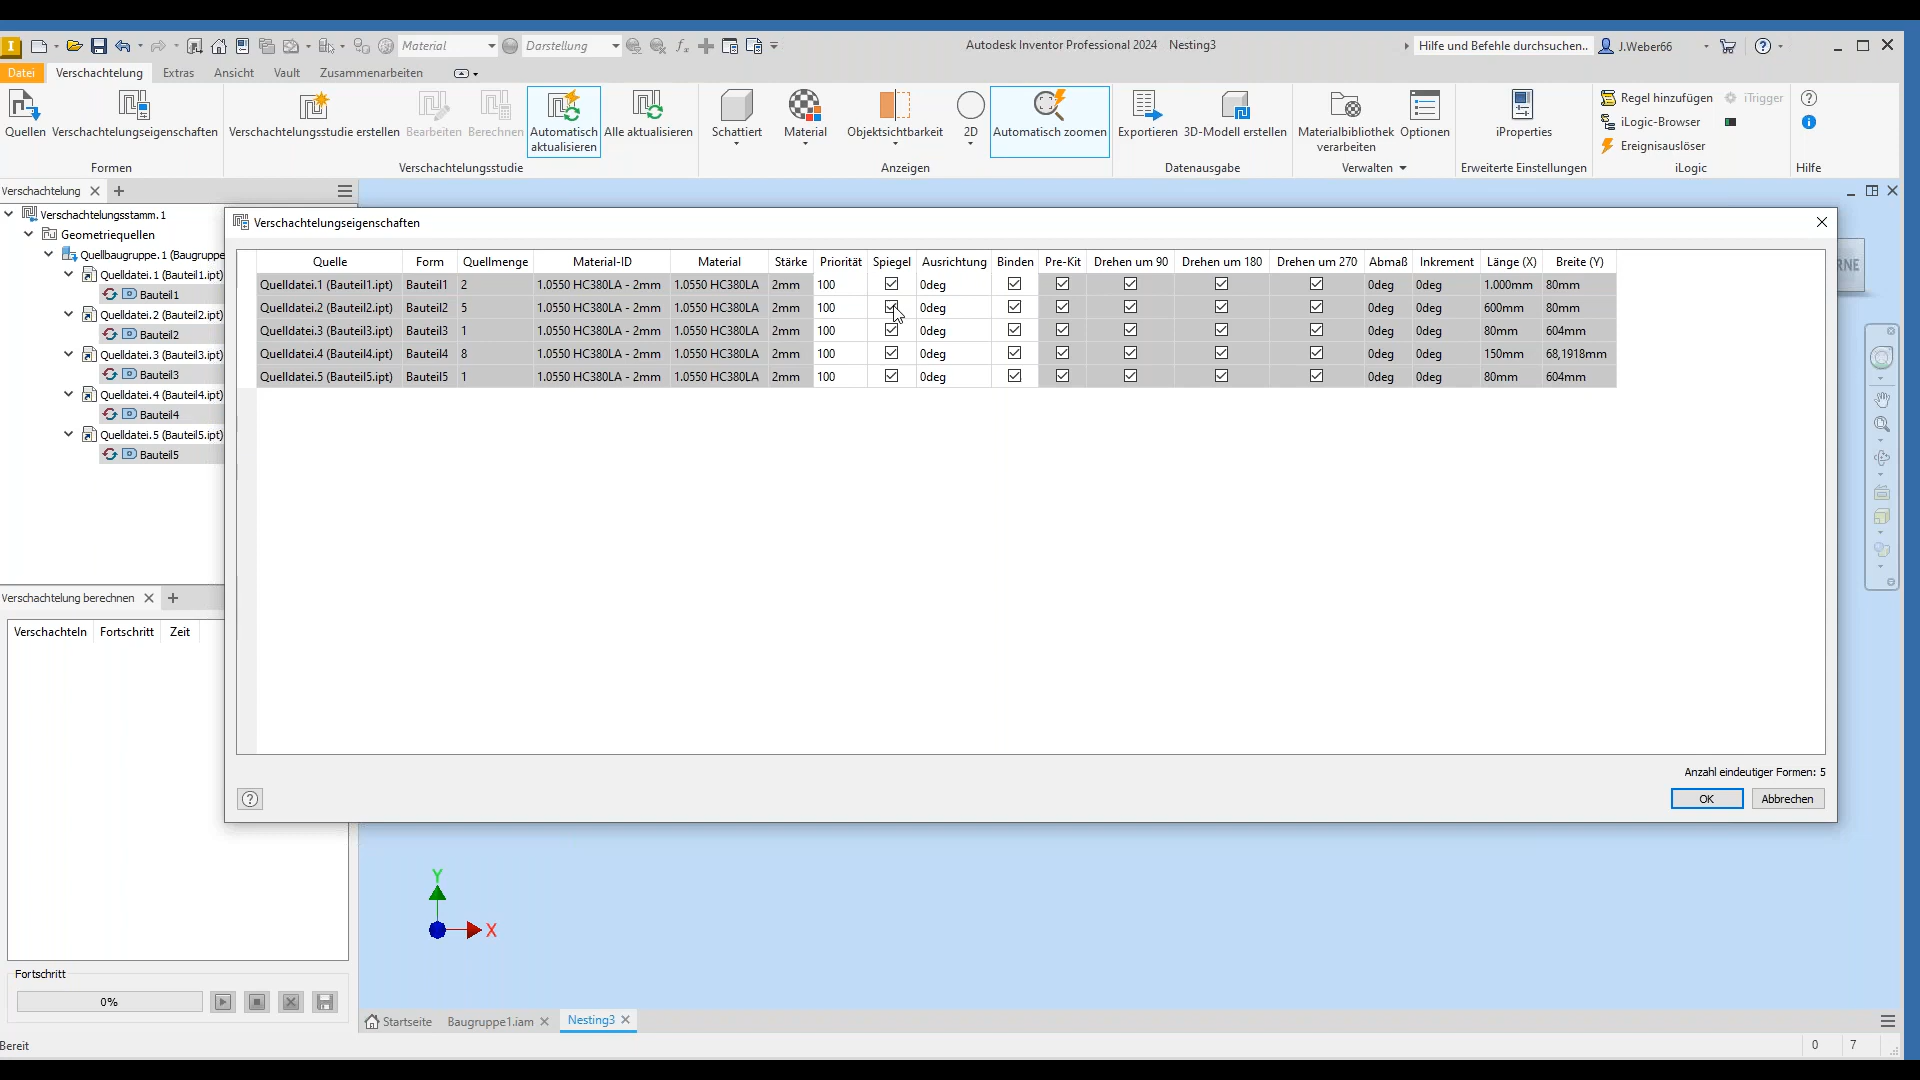 Material
Darstellung
Autodesk Inventor Professional 2024 Nesting3
Hilfe und Befehle durchsuchen..
J.Weber66
Datei Verschachtelung Extras Ansicht Vault Zusammenarbeiten
Quellen Verschachtelungseigenschaften Verschachtelungsstudie erstellen Bearbeiten Berechnen Automatisch aktualisieren Alle aktualisieren Schattiert Material Objektsichtbarkeit 2D Automatisch zoomen Exportieren 3D-Modell erstellen Materialbibliothek verarbeiten Optionen iProperties
Regel hinzufügen iTrigger
iLogic-Browser
Ereignisauslöser
Formen Verschachtelungsstudie Anzeigen Datenausgabe Verwalten Erweiterte Einstellungen iLogic Hilfe
Verschachtelung
Verschachtelungsstamm.1
Geometriequellen
Quellbaugruppe.1 (Baugruppe
Quelldatei.1 (Bauteil1.ipt)
Bauteil1
Quelldatei.2 (Bauteil2.ipt)
Bauteil2
Quelldatei.3 (Bauteil3.ipt)
Bauteil3
Quelldatei.4 (Bauteil4.ipt)
Bauteil4
Quelldatei.5 (Bauteil5.ipt)
Bauteil5
Verschachtelungseigenschaften
Quelle Form Quellmenge Material-ID Material Stärke Priorität Spiegel Ausrichtung Binden Pre-Kit Drehen um 90 Drehen um 180 Drehen um 270 Abmaß Inkrement Länge (X) Breite (Y)
Quelldatei.1 (Bauteil1.ipt) Bauteil1 2 1.0550 HC380LA - 2mm 1.0550 HC380LA 2mm 100 0deg 0deg 0deg 1.000mm 80mm
Quelldatei.2 (Bauteil2.ipt) Bauteil2 5 1.0550 HC380LA - 2mm 1.0550 HC380LA 2mm 100 0deg 0deg 0deg 600mm 80mm
Quelldatei.3 (Bauteil3.ipt) Bauteil3 1 1.0550 HC380LA - 2mm 1.0550 HC380LA 2mm 100 0deg 0deg 0deg 80mm 604mm
Quelldatei.4 (Bauteil4.ipt) Bauteil4 8 1.0550 HC380LA - 2mm 1.0550 HC380LA 2mm 100 0deg 0deg 0deg 150mm 68,1918mm
Quelldatei.5 (Bauteil5.ipt) Bauteil5 1 1.0550 HC380LA - 2mm 1.0550 HC380LA 2mm 100 0deg 0deg 0deg 80mm 604mm
Anzahl eindeutiger Formen: 5
OK Abbrechen
RNE
Verschachtelung berechnen
Verschachteln Fortschritt Zeit
Y
X
Fortschritt
0%
Startseite Baugruppe1.iam Nesting3
Bereit
0 7